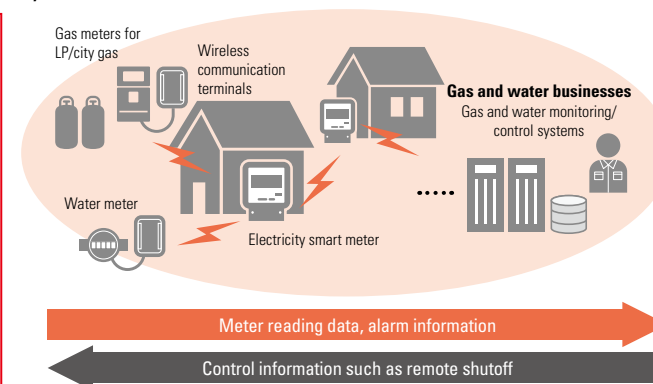 Gas meters for
LP/city gas
Wireless
communication
terminals
Gas and water businesses
Gas and water monitoring/
control systems
Water meter
Electricity smart meter
Meter reading data, alarm information
Control information such as remote shutoff